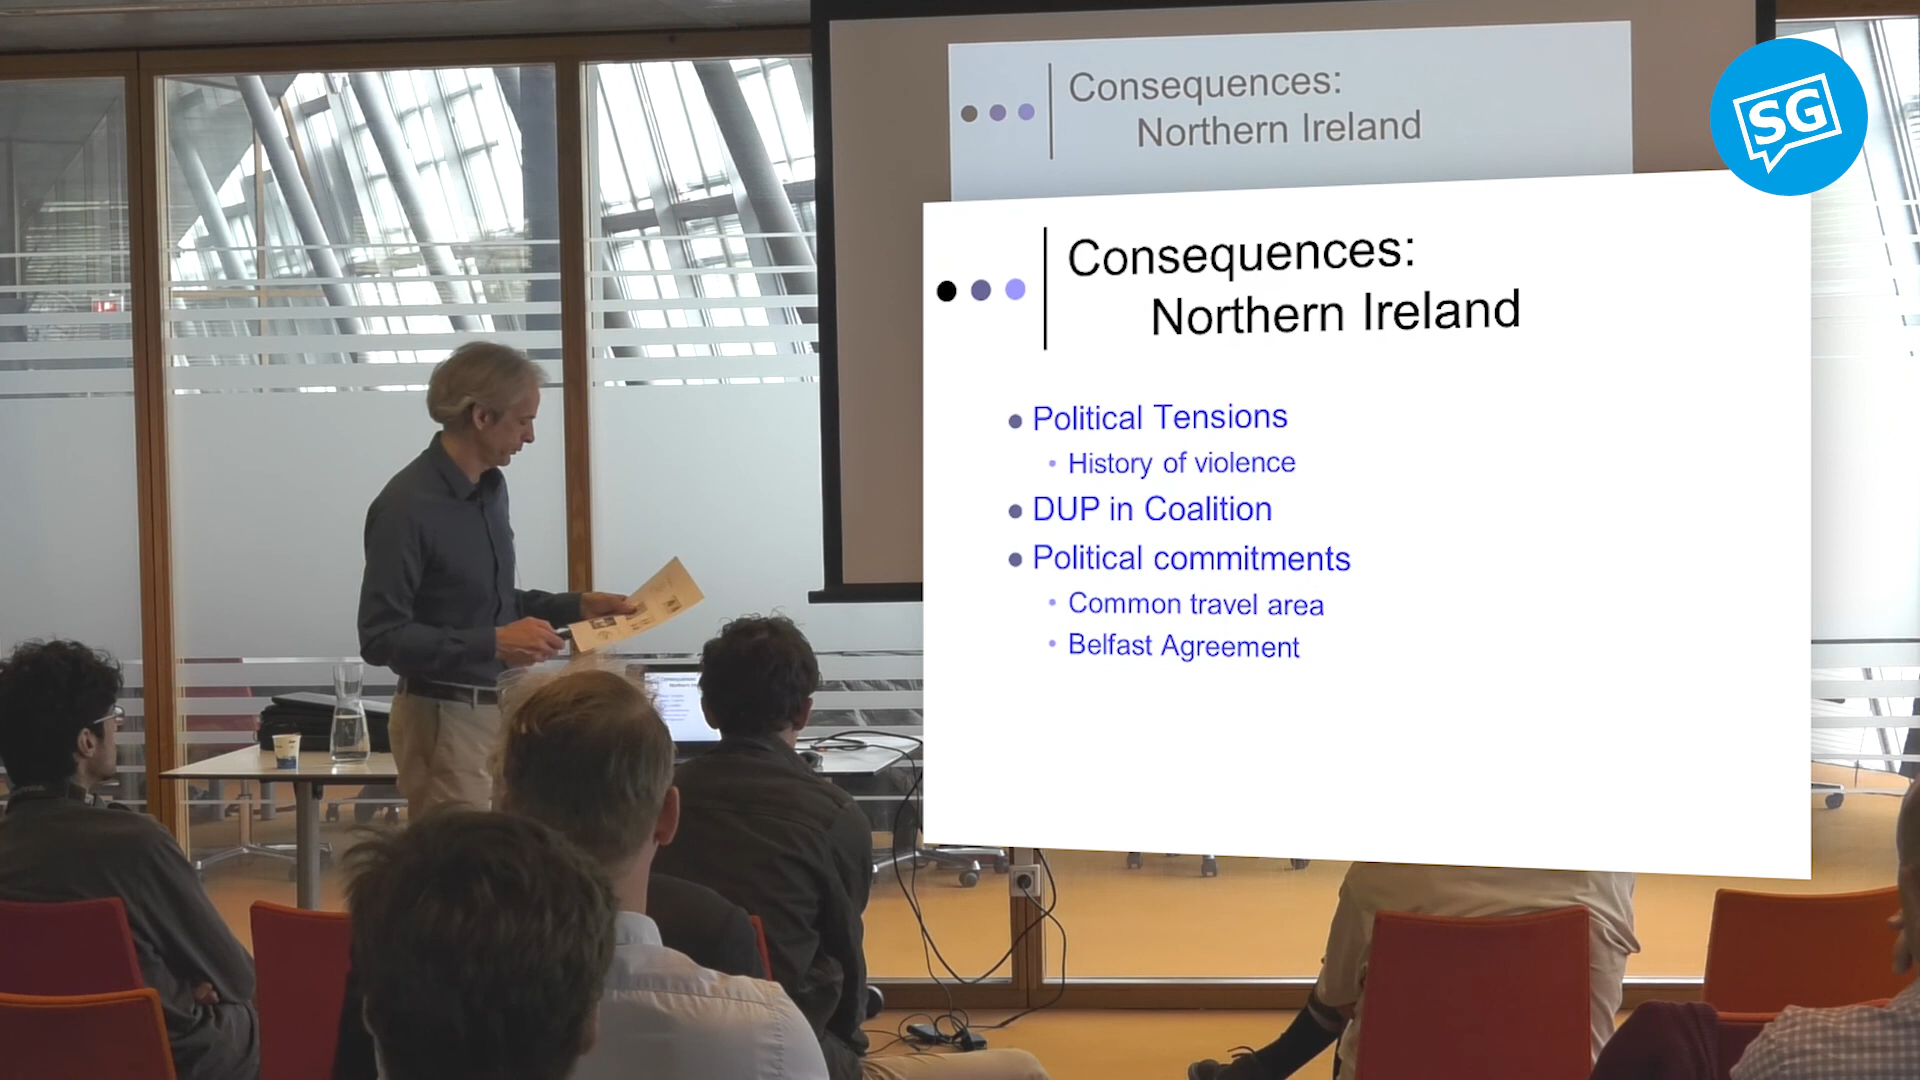 Consequences:
Northern Ireland
SG
Consequences:
Northern Ireland
Political Tensions
History of violence
DUP in Coalition
Political commitments
Common travel area
Belfast Agreement